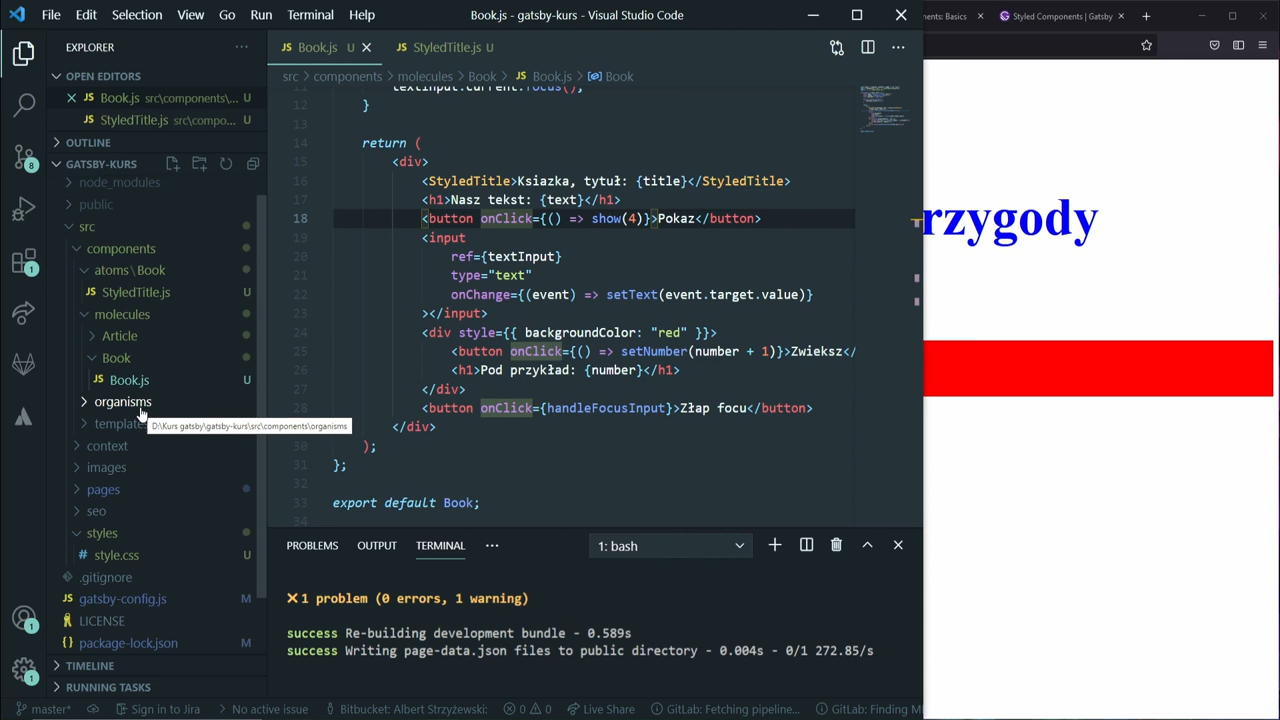 File Edit Selection View Go Run Terminal Help
Book.js - gatsby-kurs - Visual Studio Code
EXPLORER
OPEN EDITORS
Book.js src\components\... U
StyledTitle.js src\compo... U
OUTLINE
GATSBY-KURS
node_modules
public
src
components
atoms \ Book
StyledTitle.js U
molecules
Article
Book
Book.js U
organisms
D:\Kurs gatsby\gatsby-kurs\src\components\organisms
context
images
pages
seo
styles
style.css U
.gitignore
gatsby-config.js M
LICENSE
package-lock.json M
TIMELINE
RUNNING TASKS
8
1
1
1
Book.js U
StyledTitle.js U
src > components > molecules > Book > Book.js > Book
11 textInput.current.focus();
12 }
13
14 return (
15 <div>
16 <StyledTitle>Ksiazka, tytuł: {title}</StyledTitle>
17 <h1>Nasz tekst: {text}</h1>
18 <button onClick={() => show(4)}>Pokaz</button>
19 <input
20 ref={textInput}
21 type="text"
22 onChange={(event) => setText(event.target.value)}
23 ></input>
24 <div style={{ backgroundColor: "red" }}>
25 <button onClick={() => setNumber(number + 1)}>Zwieksz</
26 <h1>Pod przykład: {number}</h1>
27 </div>
28 <button onClick={handleFocusInput}>Złap focu</button>
29 </div>
30 );
31 };
32
33 export default Book;
34
PROBLEMS OUTPUT TERMINAL ... 1: bash
1 problem (0 errors, 1 warning)
success Re-building development bundle - 0.589s
success Writing page-data.json files to public directory - 0.004s - 0/1 272.85/s
master* Sign in to Jira No active issue Bitbucket: Albert Strzyżewski: 0 0 Live Share GitLab: Fetching pipeline... GitLab: Finding M
nents: Basics
Styled Components | Gatsby
rzygody